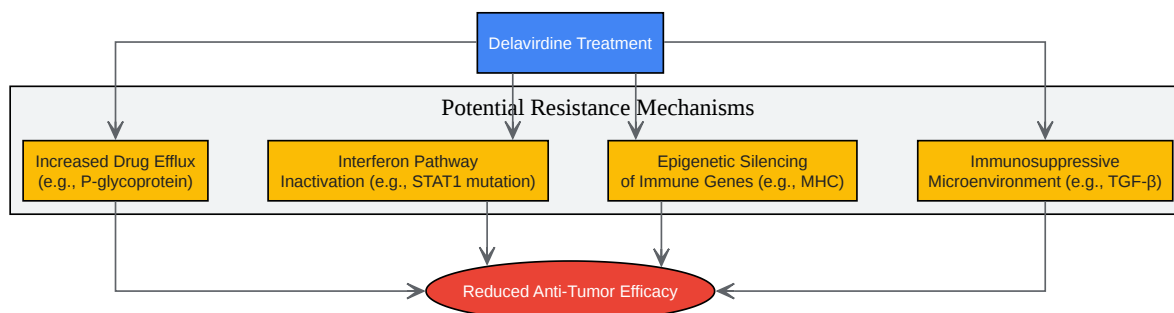 Delavirdine Treatment
Potential Resistance Mechanisms
Increased Drug Efflux
(e.g., P-glycoprotein)
Interferon Pathway
Inactivation (e.g., STAT1 mutation)
Epigenetic Silencing
of Immune Genes (e.g., MHC)
Immunosuppressive
Microenvironment (e.g., TGF-β)
Reduced Anti-Tumor Efficacy